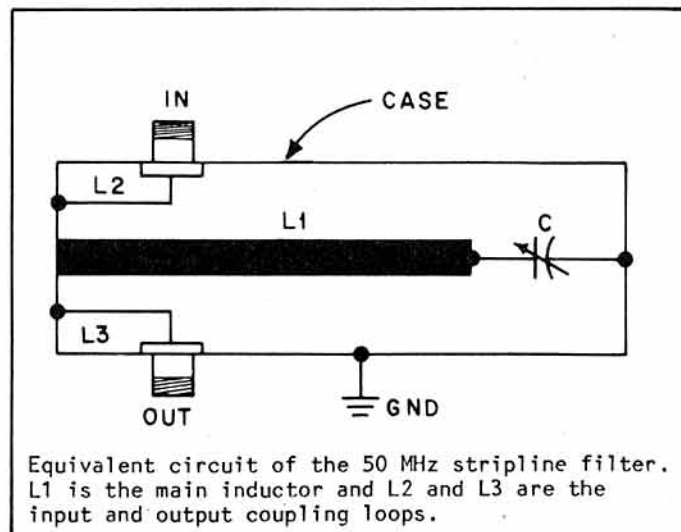 IN
CASE
L2
L1
C
L3
OUT
GND
Equivalent circuit of the 50 MHz stripline filter.
L1 is the main inductor and L2 and L3 are the
input and output coupling loops.